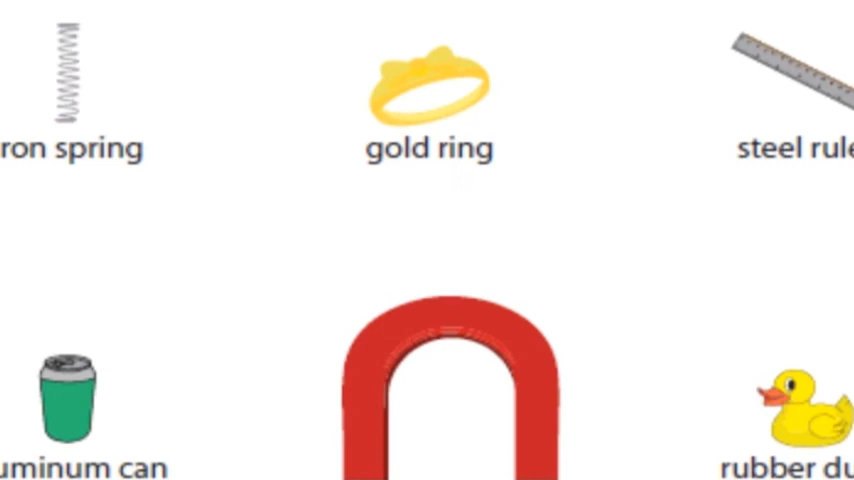 ron spring
gold ring
steel rule
uminum can
rubber du